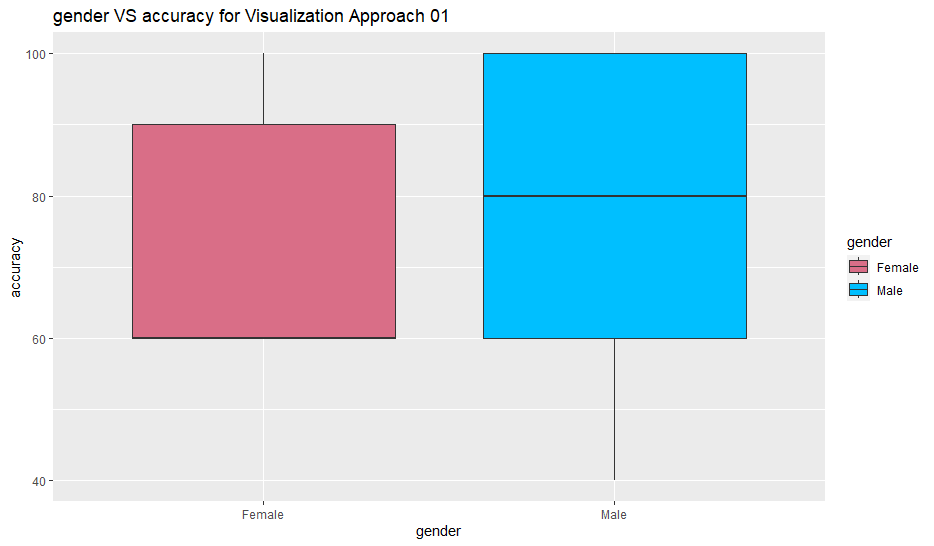 gender VS accuracy for Visualization Approach 01
100
80
60
40
accuracy
Female
Male
gender
gender
Female
Male